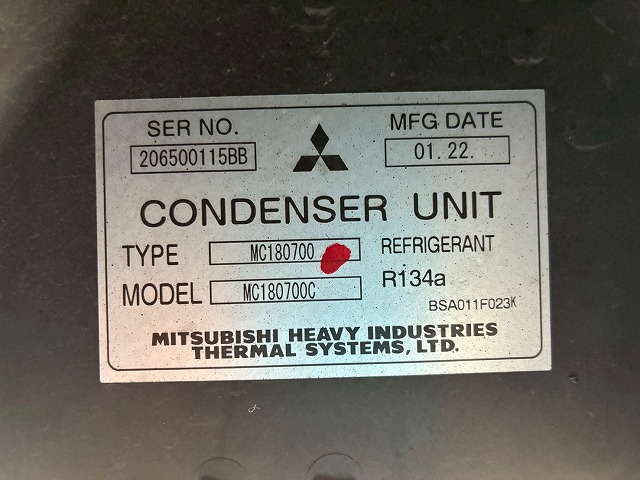 SER NO.
206500115BB
MFG DATE
01. 22.
CONDENSER UNIT
TYPE MC180700
REFRIGERANT
MODEL MC180700C
R134a
BSA011F023K
MITSUBISHI HEAVY INDUSTRIES
THERMAL SYSTEMS, LTD.